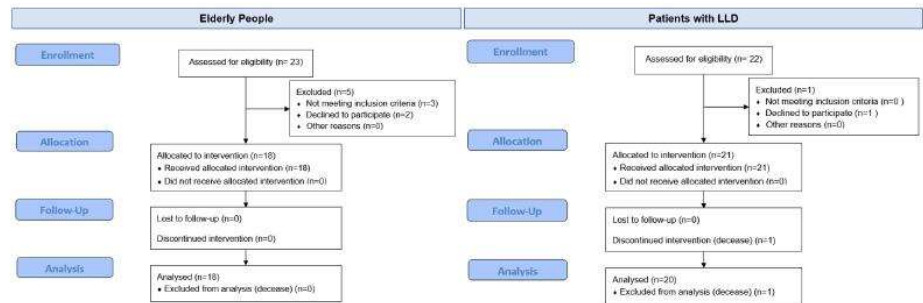 Elderly People
Enrollment
Assessed for eligibility (n= 23)
Excluded (n=5)
♦ Not meeting inclusion criteria (n=3)
♦ Declined to participate (n=2)
♦ Other reasons (n=0)
Allocation
Allocated to intervention (n=18)
♦ Received allocated intervention (n=18)
♦ Did not receive allocated intervention (n=0)
Follow-Up
Lost to follow-up (n=0)
Discontinued intervention (n=0)
Analysis
Analysed (n=18)
♦ Excluded from analysis (decease) (n=0)
Patients with LLD
Enrollment
Assessed for eligibility (n= 22)
Excluded (n=1)
♦ Not meeting inclusion criteria (n=0 )
♦ Declined to participate (n=1 )
♦ Other reasons (n=0)
Allocation
Allocated to intervention (n=21)
♦ Received allocated intervention (n=21)
♦ Did not receive allocated intervention (n=0)
Follow-Up
Lost to follow-up (n=0)
Discontinued intervention (decease) (n=1)
Analysis
Analysed (n=20)
♦ Excluded from analysis (decease) (n=1)